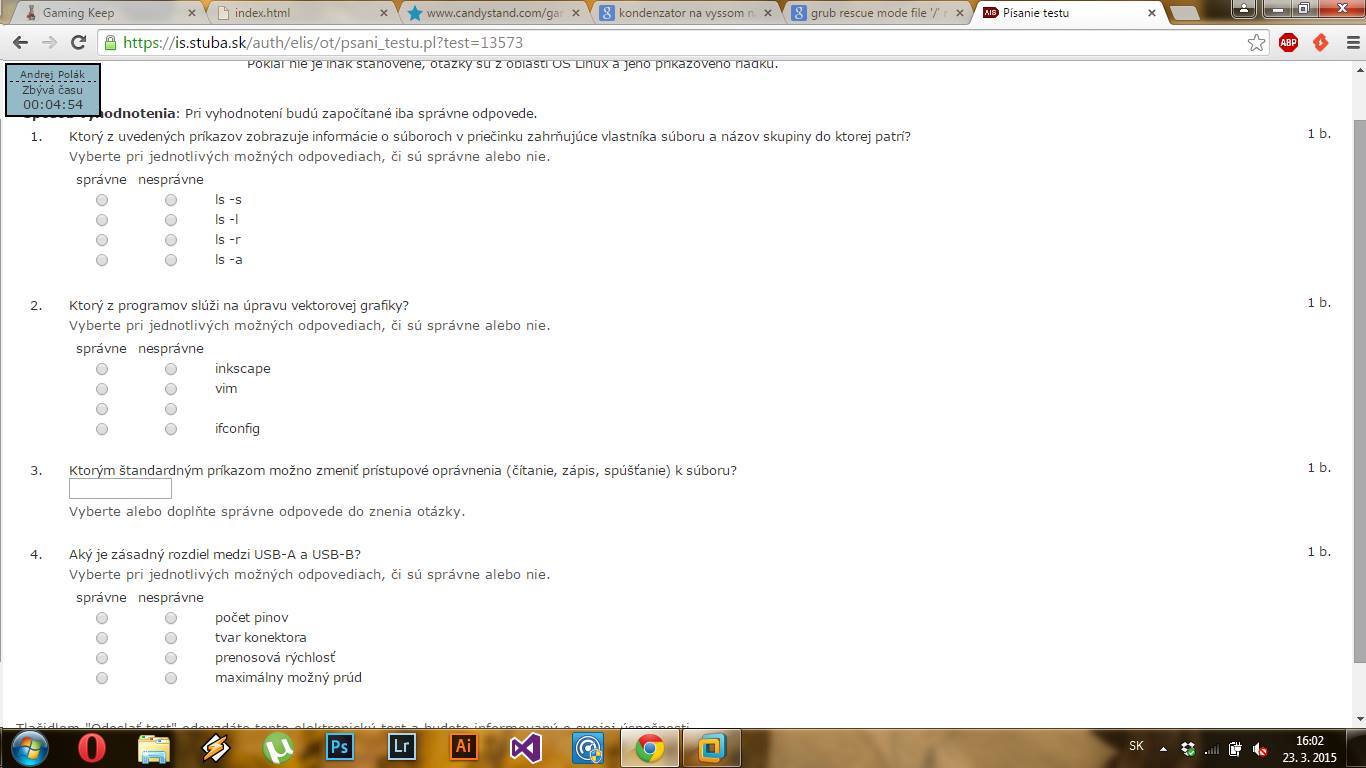 Gaming Keep
index.html
www.candystand.com/gar
kondenzator na vyssom n
grub rescue mode file '/' r
AIS Písanie testu
https://is.stuba.sk/auth/elis/ot/psani_testu.pl?test=13573
ABP
Pokiaľ nie je inak stanovené, otázky sú z oblasti OS Linux a jeho príkazového riadku.
Andrej Polák
Zbývá času
00:04:54
vyhodnotenia: Pri vyhodnotení budú započítané iba správne odpovede.
1. Ktorý z uvedených príkazov zobrazuje informácie o súboroch v priečinku zahrňujúce vlastníka súboru a názov skupiny do ktorej patrí? 1 b.
Vyberte pri jednotlivých možných odpovediach, či sú správne alebo nie.
správne nesprávne
ls -s
ls -l
ls -r
ls -a
2. Ktorý z programov slúži na úpravu vektorovej grafiky? 1 b.
Vyberte pri jednotlivých možných odpovediach, či sú správne alebo nie.
správne nesprávne
inkscape
vim
ifconfig
3. Ktorým štandardným príkazom možno zmeniť prístupové oprávnenia (čítanie, zápis, spúšťanie) k súboru? 1 b.
Vyberte alebo doplňte správne odpovede do znenia otázky.
4. Aký je zásadný rozdiel medzi USB-A a USB-B? 1 b.
Vyberte pri jednotlivých možných odpovediach, či sú správne alebo nie.
správne nesprávne
počet pinov
tvar konektora
prenosová rýchlosť
maximálny možný prúd
Tlačidlom "Odoslať test" odovzdáte tento elektronický test a budete informovaný o svojej úspešnosti.
Ps Lr Ai
SK
16:02
23. 3. 2015